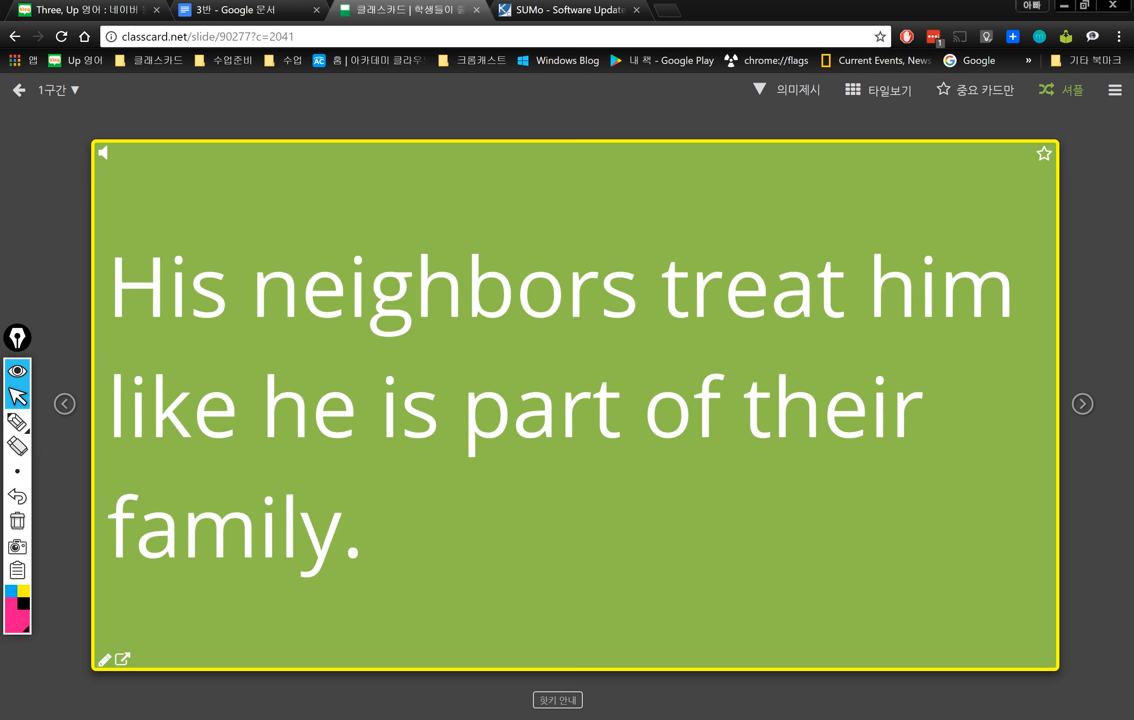 Three, Up 영어 : 네이버
3반 - Google 문서
클래스카드 | 학생들이
SUMo - Software Update
아빠
classcard.net/slide/90277?c=2041
앱
Up 영어
클래스카드
수업준비
수업
홈 | 아카데미 클라우
크롬캐스트
Windows Blog
내 책 - Google Play
chrome://flags
Current Events, News
Google
»
기타 북마크
1구간 ▼
▼ 의미제시
타일보기
중요 카드만
셔플
His neighbors treat him
like he is part of their
family.
핫키 안내